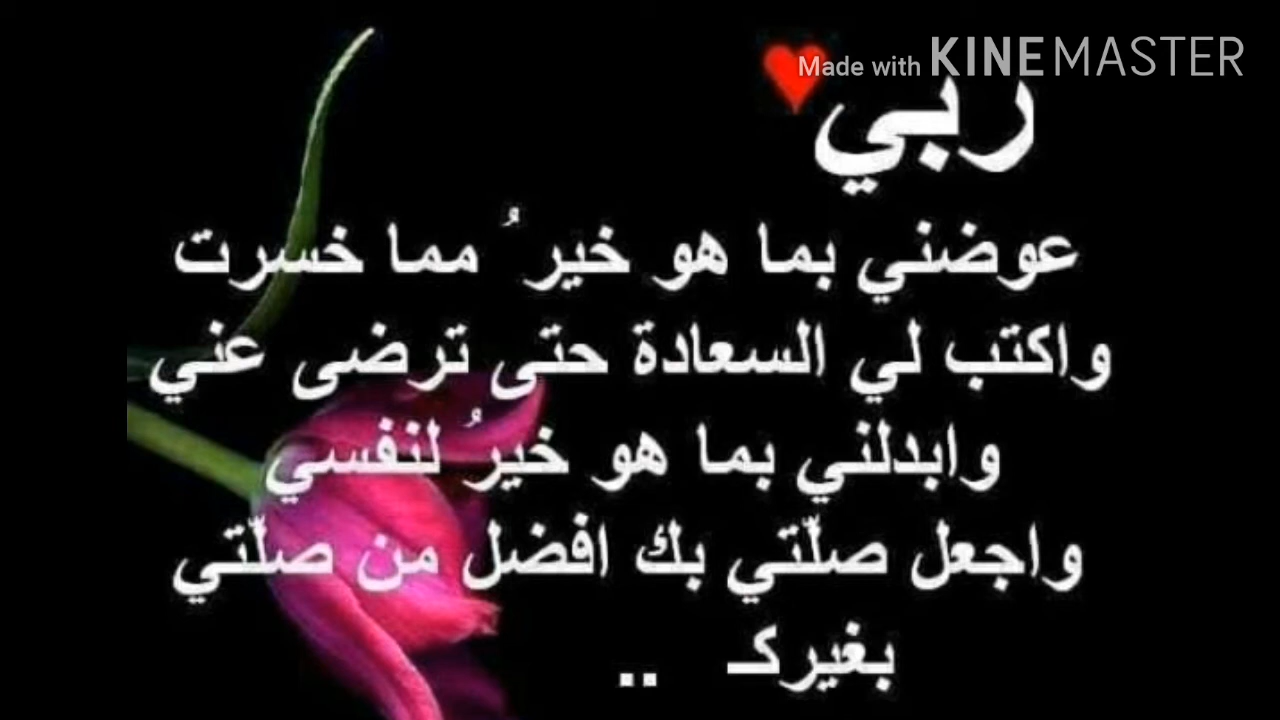 Made with KINEMASTER
ربي
عوضني بما هو خيرُ مما خسرت
واكتب لي السعادة حتى ترضى عني
وابدلني بما هو خيرُ لنفسي
واجعل صلّتي بك افضل من صلّتي
بغيركـ ..